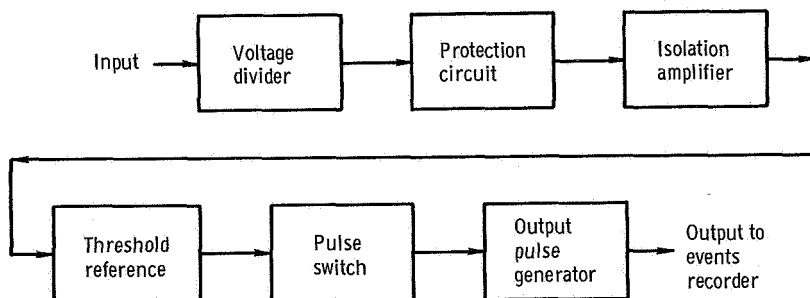 Input
Voltage
divider
Protection
circuit
Isolation
amplifier
Threshold
reference
Pulse
switch
Output
pulse
generator
Output to
events
recorder